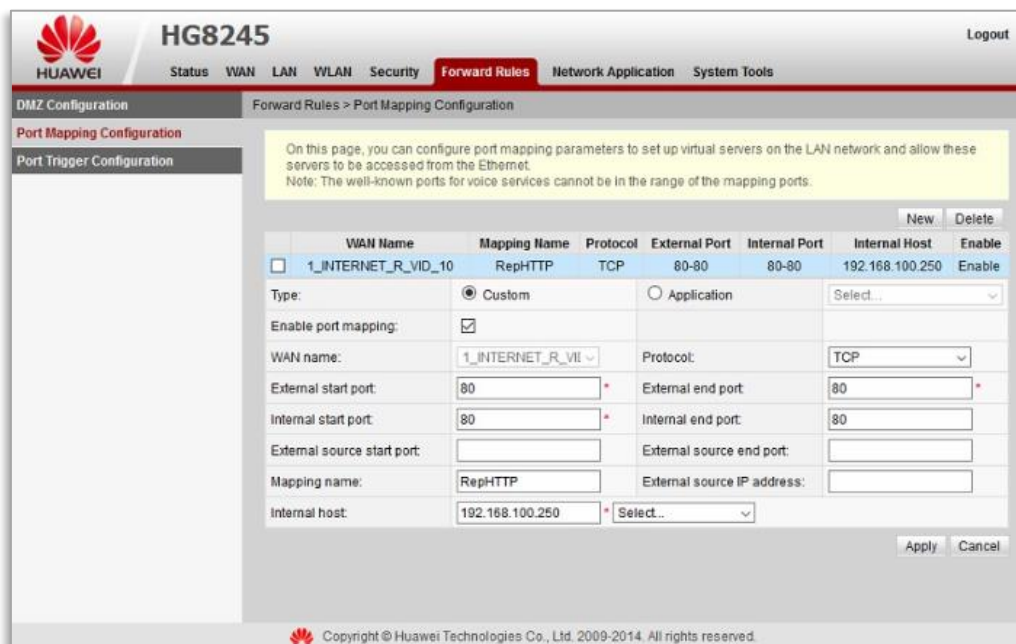 HG8245
Logout
HUAWEI
Status WAN LAN WLAN Security Forward Rules Network Application System Tools
DMZ Configuration
Port Mapping Configuration
Port Trigger Configuration
Forward Rules > Port Mapping Configuration
On this page, you can configure port mapping parameters to set up virtual servers on the LAN network and allow these
servers to be accessed from the Ethernet.
Note: The well-known ports for voice services cannot be in the range of the mapping ports.
New Delete
WAN Name Mapping Name Protocol External Port Internal Port Internal Host Enable
1_INTERNET_R_VID_10 RepHTTP TCP 80-80 80-80 192.168.100.250 Enable
Type: Custom Application Select...
Enable port mapping:
WAN name: 1_INTERNET_R_VII Protocol: TCP
External start port: 80 * External end port: 80 *
Internal start port: 80 * Internal end port: 80
External source start port: External source end port:
Mapping name: RepHTTP External source IP address:
Internal host: 192.168.100.250 * Select...
Apply Cancel
Copyright © Huawei Technologies Co., Ltd. 2009-2014. All rights reserved.